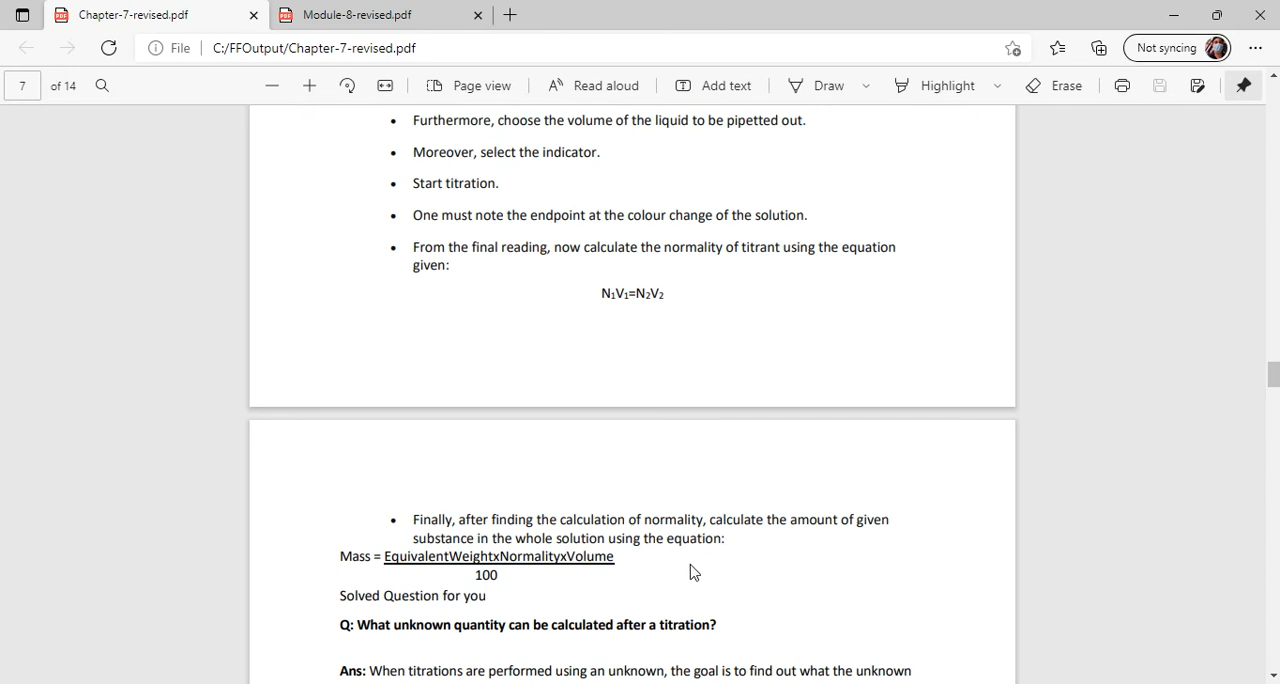 Chapter-7-revised.pdf
Module-8-revised.pdf
File
C:/FFOutput/Chapter-7-revised.pdf
Not syncing
7 of 14
Page view
Read aloud
Add text
Draw
Highlight
Erase
• Furthermore, choose the volume of the liquid to be pipetted out.
• Moreover, select the indicator.
• Start titration.
• One must note the endpoint at the colour change of the solution.
• From the final reading, now calculate the normality of titrant using the equation
given:
N₁V₁=N₂V₂
• Finally, after finding the calculation of normality, calculate the amount of given
substance in the whole solution using the equation:
Mass = EquivalentWeightxNormalityxVolume
100
Solved Question for you
Q: What unknown quantity can be calculated after a titration?
Ans: When titrations are performed using an unknown, the goal is to find out what the unknown